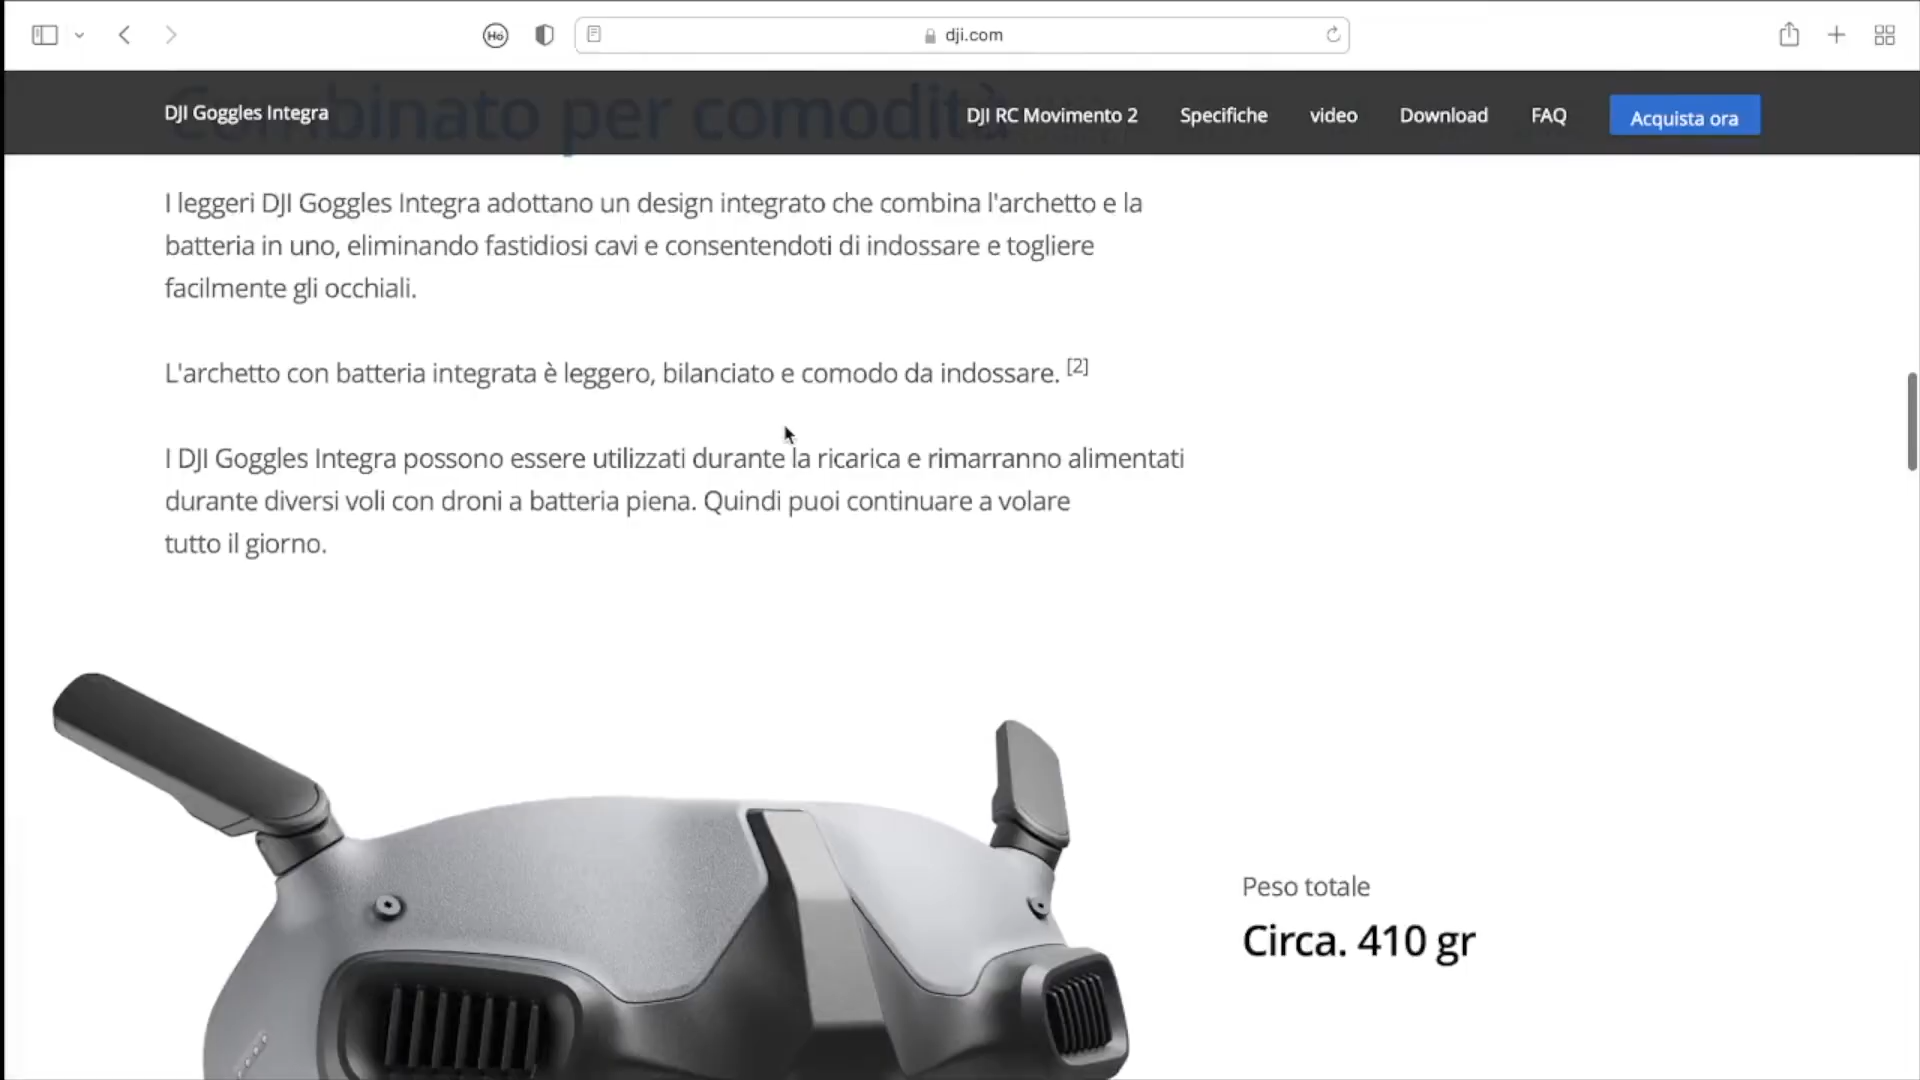 Hó
dji.com
Combinato per comodità
DJI Goggles Integra
DJI RC Movimento 2
Specifiche
video
Download
FAQ
Acquista ora
I leggeri DJI Goggles Integra adottano un design integrato che combina l'archetto e la
batteria in uno, eliminando fastidiosi cavi e consentendoti di indossare e togliere
facilmente gli occhiali.
L'archetto con batteria integrata è leggero, bilanciato e comodo da indossare. [2]
I DJI Goggles Integra possono essere utilizzati durante la ricarica e rimarranno alimentati
durante diversi voli con droni a batteria piena. Quindi puoi continuare a volare
tutto il giorno.
Peso totale
Circa. 410 gr